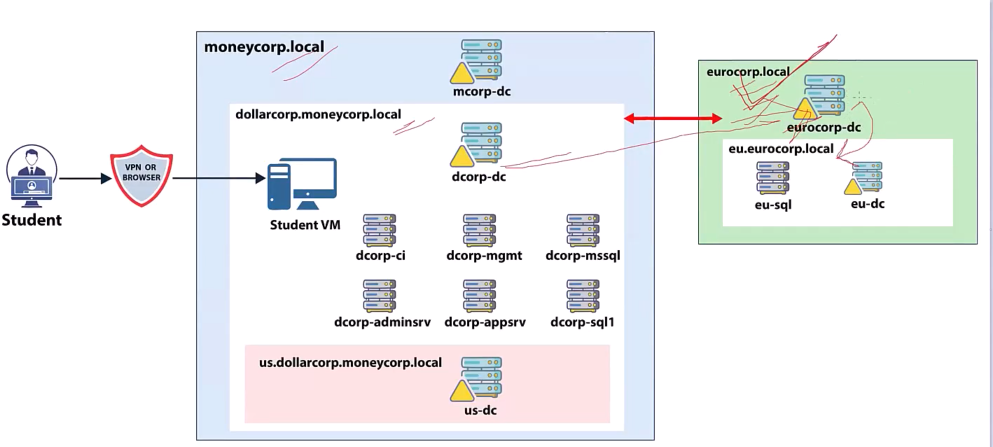 moneycorp.local
mcorp-dc
dollarcorp.moneycorp.local
dcorp-dc
Student
VPN OR
BROWSER
Student VM
dcorp-ci
dcorp-mgmt
dcorp-mssql
dcorp-adminsrv
dcorp-appsrv
dcorp-sql1
us.dollarcorp.moneycorp.local
us-dc
eurocorp.local
eurocorp-dc
eu.eurocorp.local
eu-sql
eu-dc